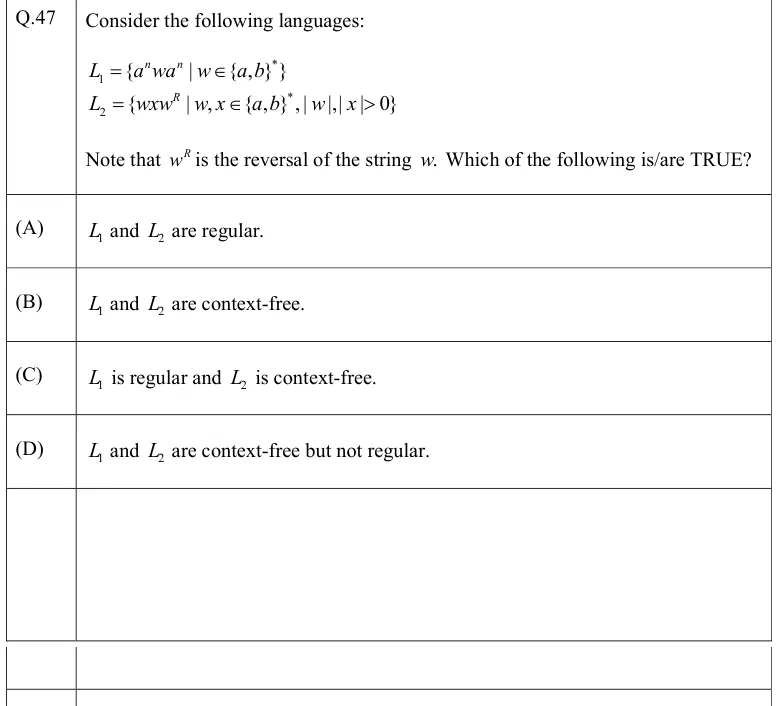 Q.47 Consider the following languages:
L₁ = {aⁿwaⁿ | w ∈ {a,b}*}
L₂ = {wxwᴿ | w, x ∈ {a,b}*, | w |,| x |> 0}
Note that wᴿ is the reversal of the string w. Which of the following is/are TRUE?
(A) L₁ and L₂ are regular.
(B) L₁ and L₂ are context-free.
(C) L₁ is regular and L₂ is context-free.
(D) L₁ and L₂ are context-free but not regular.